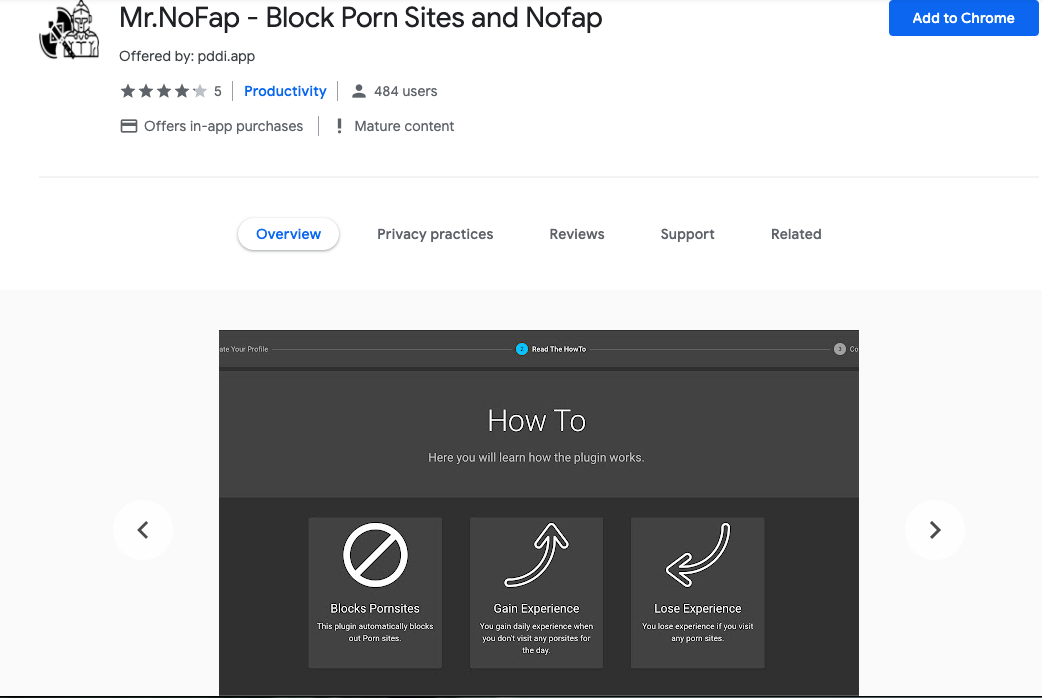 Mr.NoFap - Block Porn Sites and Nofap
Add to Chrome
Offered by: pddi.app
5 Productivity 484 users
Offers in-app purchases ! Mature content
Overview Privacy practices Reviews Support Related
ate Your Profile 2 Read The HowTo 3 Co
How To
Here you will learn how the plugin works.
Blocks Pornsites
This plugin automatically blocks
out Porn sites.
Gain Experience
You gain daily experience when
you don't visit any porsites for
the day.
Lose Experience
You lose experience if you visit
any porn sites.